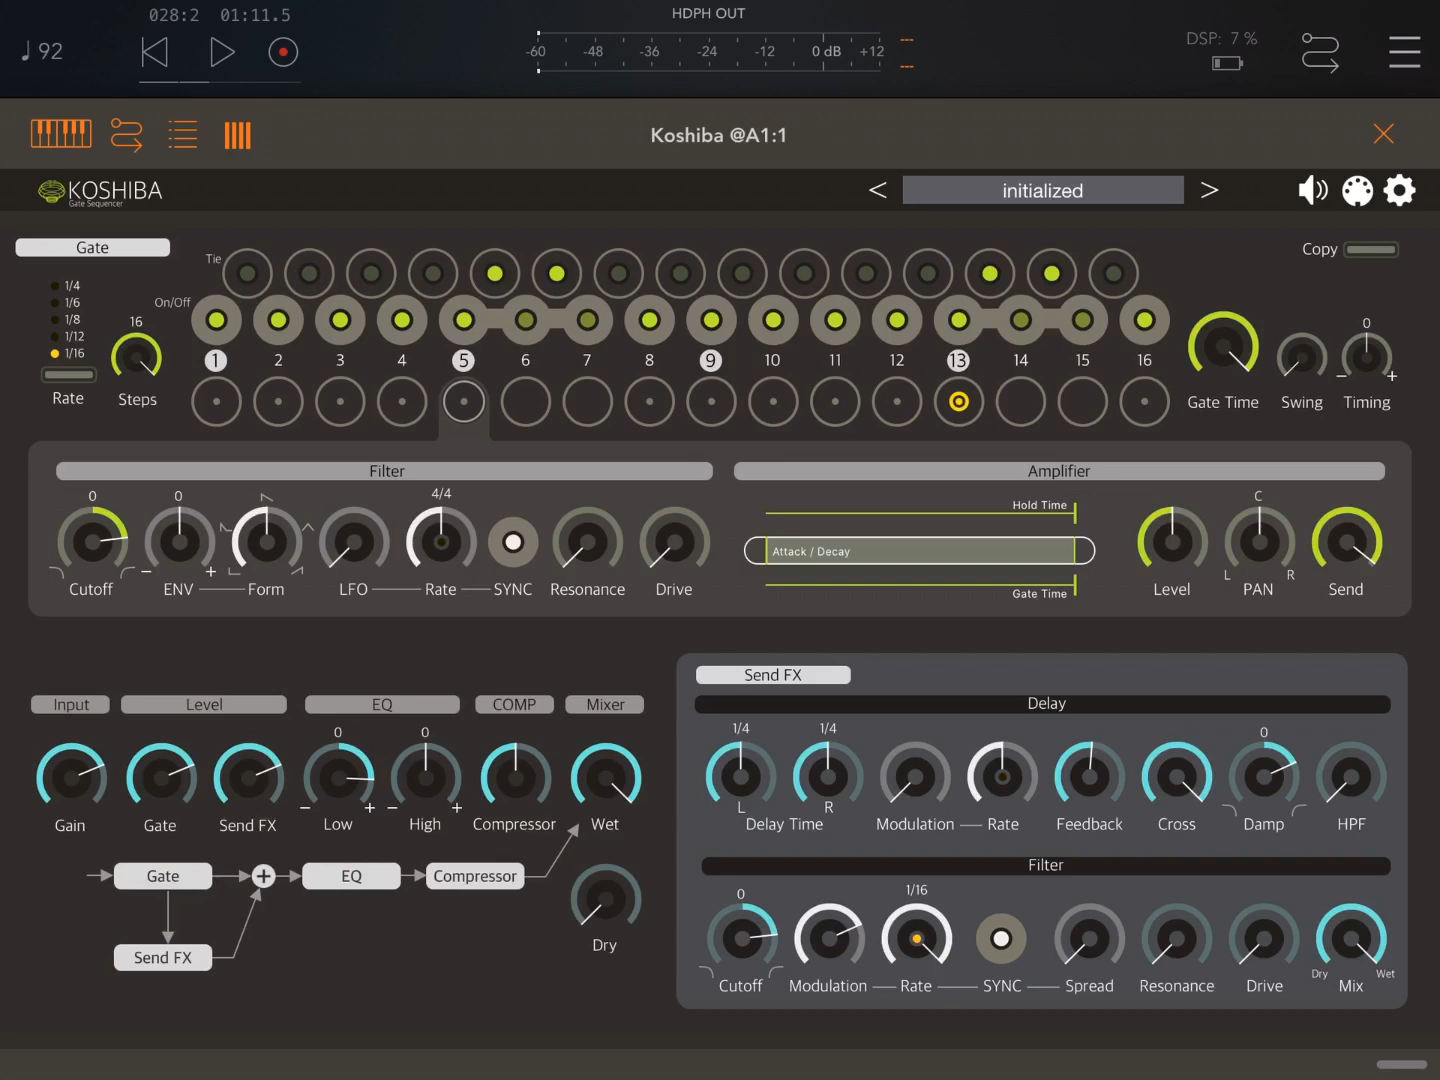 028:2 01:11.5
HDPH OUT
92
-60 -48 -36 -24 -12 0 dB +12
---
---
DSP: 7 %
Koshiba @A1:1
KOSHIBA
Gate Sequencer
< initialized >
Gate
Copy
Tie
1/4
1/6
1/8
1/12
1/16
On/Off
16
0
1 2 3 4 5 6 7 8 9 10 11 12 13 14 15 16
− +
Rate Steps
Gate Time Swing Timing
Filter
Amplifier
0 0 4/4
C
Hold Time
Attack / Decay
Gate Time
− +
L R
Cutoff ENV Form LFO Rate SYNC Resonance Drive
Level PAN Send
Send FX
Delay
Input Level EQ COMP Mixer
0 0
1/4 1/4 0
− + − +
L R
Gain Gate Send FX Low High Compressor Wet
Delay Time Modulation Rate Feedback Cross Damp HPF
Gate + EQ Compressor
Send FX
Dry
Filter
0 1/16
Dry Wet
Cutoff Modulation Rate SYNC Spread Resonance Drive Mix